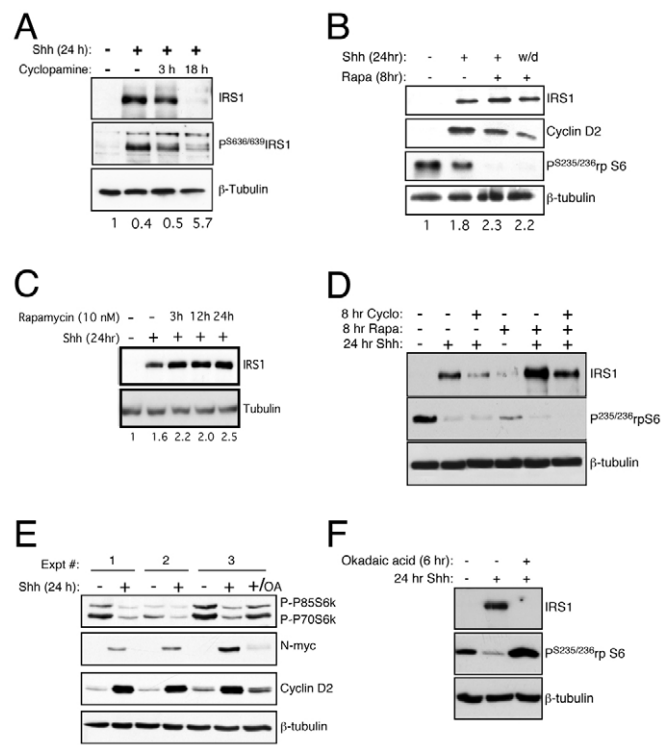 A
Shh (24 h): - + + +
Cyclopamine: - - 3 h 18 h
IRS1
pS636/639IRS1
β-Tubulin
1 0.4 0.5 5.7
B
Shh (24hr): - + + w/d
Rapa (8hr): - - + +
IRS1
Cyclin D2
pS235/236rp S6
β-tubulin
1 1.8 2.3 2.2
C
Rapamycin (10 nM) - - 3h 12h 24h
Shh (24hr) - + + + +
IRS1
Tubulin
1 1.6 2.2 2.0 2.5
D
8 hr Cyclo: - - + - - +
8 hr Rapa: - - - + + +
24 hr Shh: - + + - + +
IRS1
P235/236rpS6
β-tubulin
E
Expt #: 1 2 3
Shh (24 h): - + - + - + +/OA
P-P85S6k
P-P70S6k
N-myc
Cyclin D2
β-tubulin
F
Okadaic acid (6 hr): - - +
24 hr Shh: - + +
IRS1
pS235/236rp S6
β-tubulin